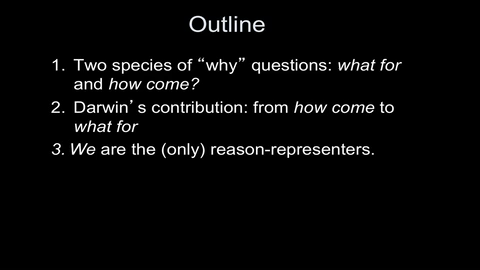 Outline
1. Two species of “why” questions: what for
and how come?
2. Darwin’s contribution: from how come to
what for
3. We are the (only) reason-representers.